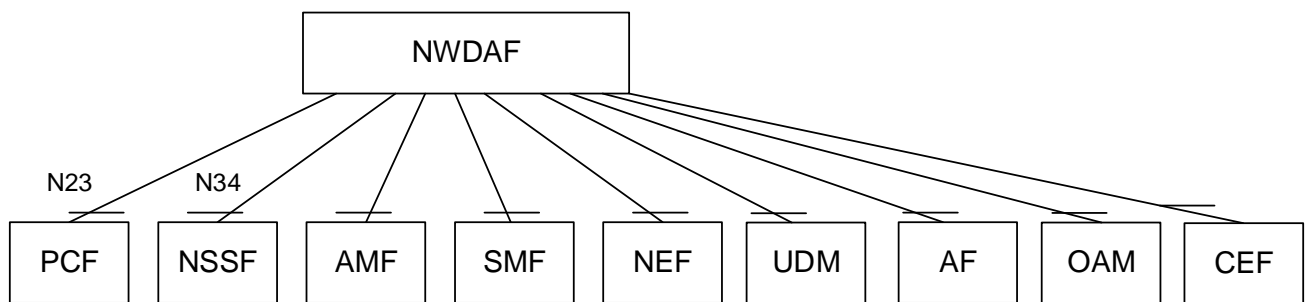 NWDAF
N23 N34
PCF NSSF AMF SMF NEF UDM AF OAM CEF